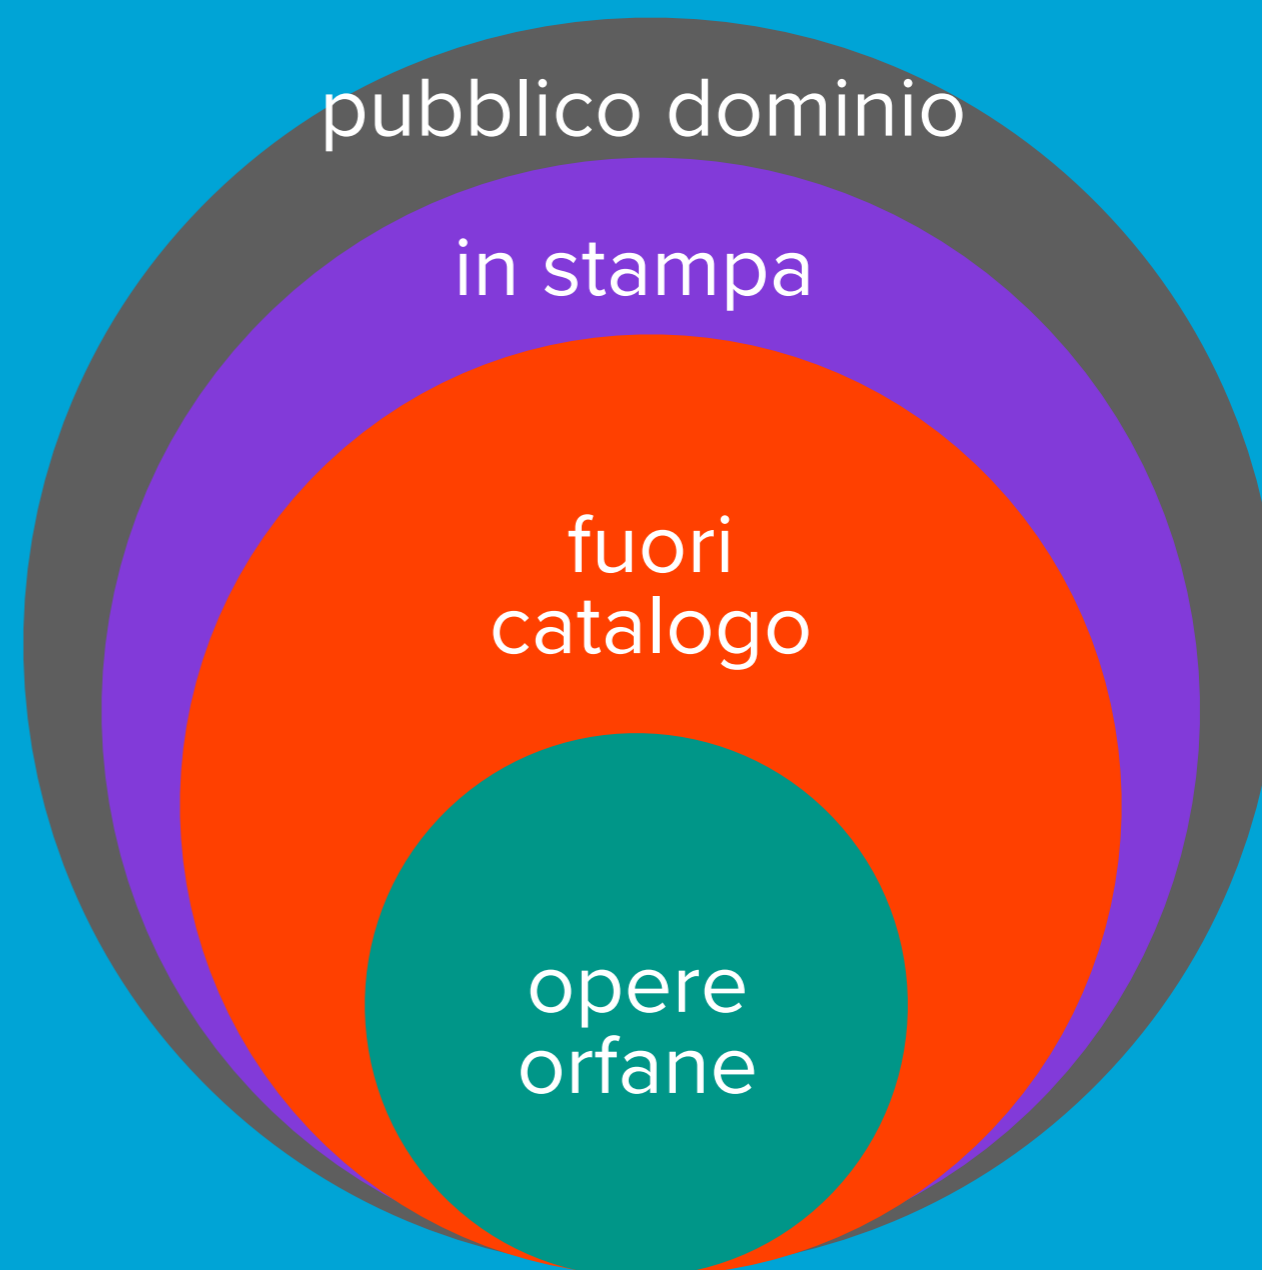 pubblico dominio
in stampa
fuori
catalogo
opere
orfane